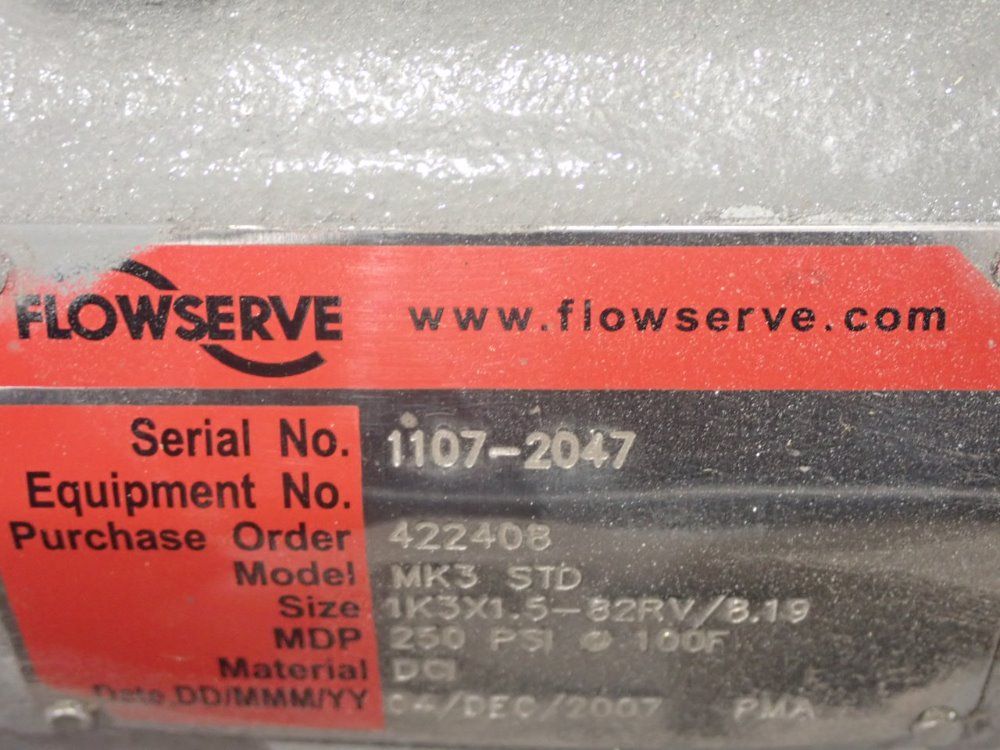 FLOWSERVE www.flowserve.com
Serial No. 1107-2047
Equipment No.
Purchase Order 422408
Model MK3 STD
Size 1K3X1.5-82RV/8.19
MDP 250 PSI @ 100F
Material DCI
Date DD/MMM/YY 04/DEC/2007 PMA